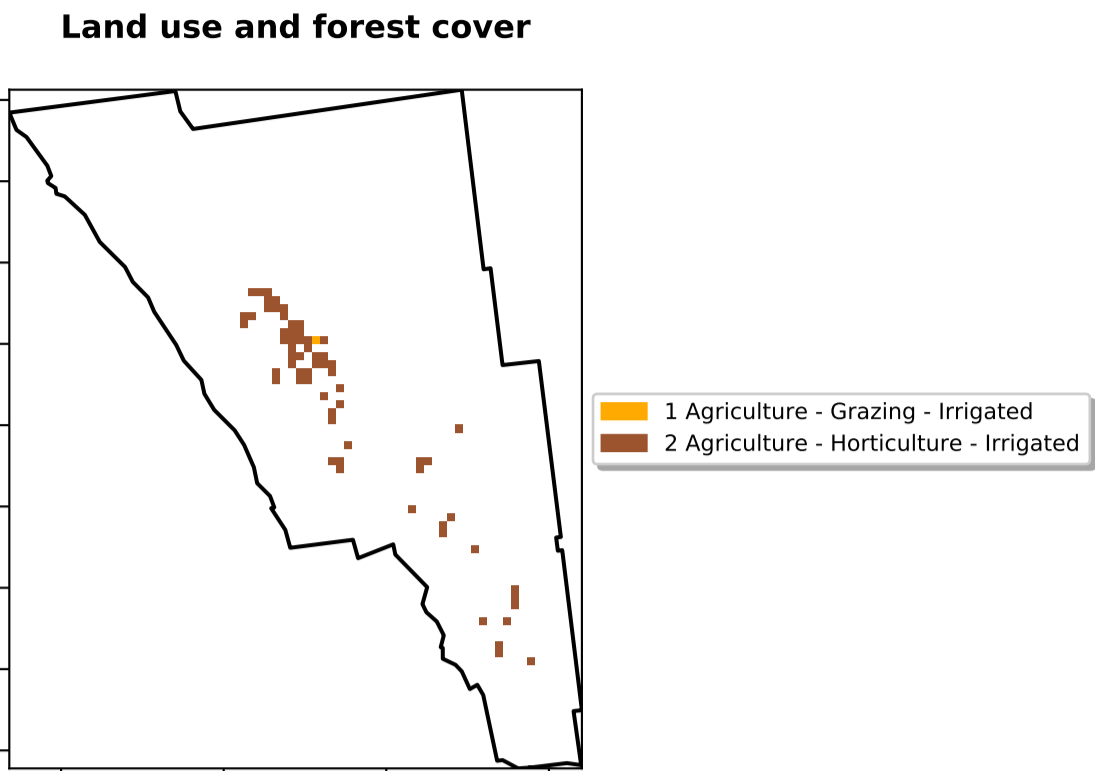 Land use and forest cover
1 Agriculture - Grazing - Irrigated
2 Agriculture - Horticulture - Irrigated